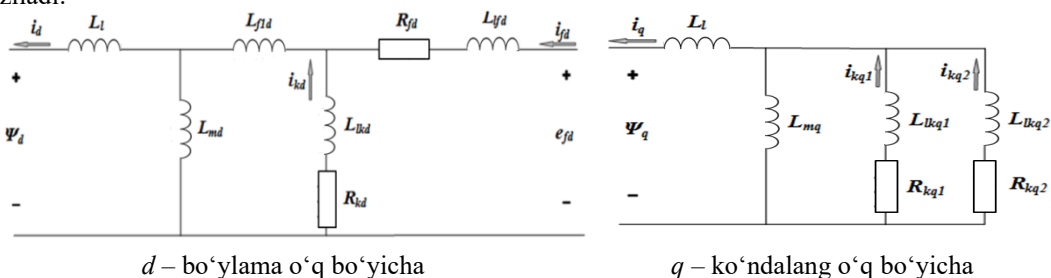 i_d L_l L_f1d R_fd L_lfd i_fd i_q L_l
+ i_kd + + i_kq1 i_kq2
Ψ_d L_md L_lkd e_fd Ψ_q L_mq L_lkq1 L_lkq2
- R_kd - - R_kq1 R_kq2
d – bo‘ylama o‘q bo‘yicha q – ko‘ndalang o‘q bo‘yicha